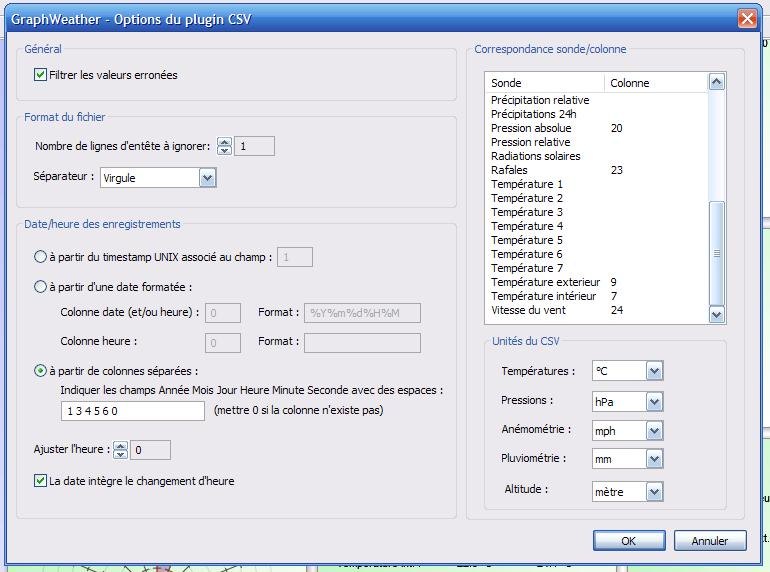 GraphWeather - Options du plugin CSV
Général
Filtrer les valeurs erronées
Format du fichier
Nombre de lignes d'entête à ignorer: 1
Séparateur : Virgule
Date/heure des enregistrements
à partir du timestamp UNIX associé au champ : 1
à partir d'une date formatée :
Colonne date (et/ou heure) : 0 Format : %Y%m%d%H%M
Colonne heure : 0 Format :
à partir de colonnes séparées :
Indiquer les champs Année Mois Jour Heure Minute Seconde avec des espaces :
1 3 4 5 6 0 (mettre 0 si la colonne n'existe pas)
Ajuster l'heure : 0
La date intègre le changement d'heure
Correspondance sonde/colonne
Sonde Colonne
Précipitation relative
Précipitations 24h
Pression absolue 20
Pression relative
Radiations solaires
Rafales 23
Température 1
Température 2
Température 3
Température 4
Température 5
Température 6
Température 7
Température exterieur 9
Température intérieur 7
Vitesse du vent 24
Unités du CSV
Températures : °C
Pressions : hPa
Anémométrie : mph
Pluviométrie : mm
Altitude : mètre
OK Annuler